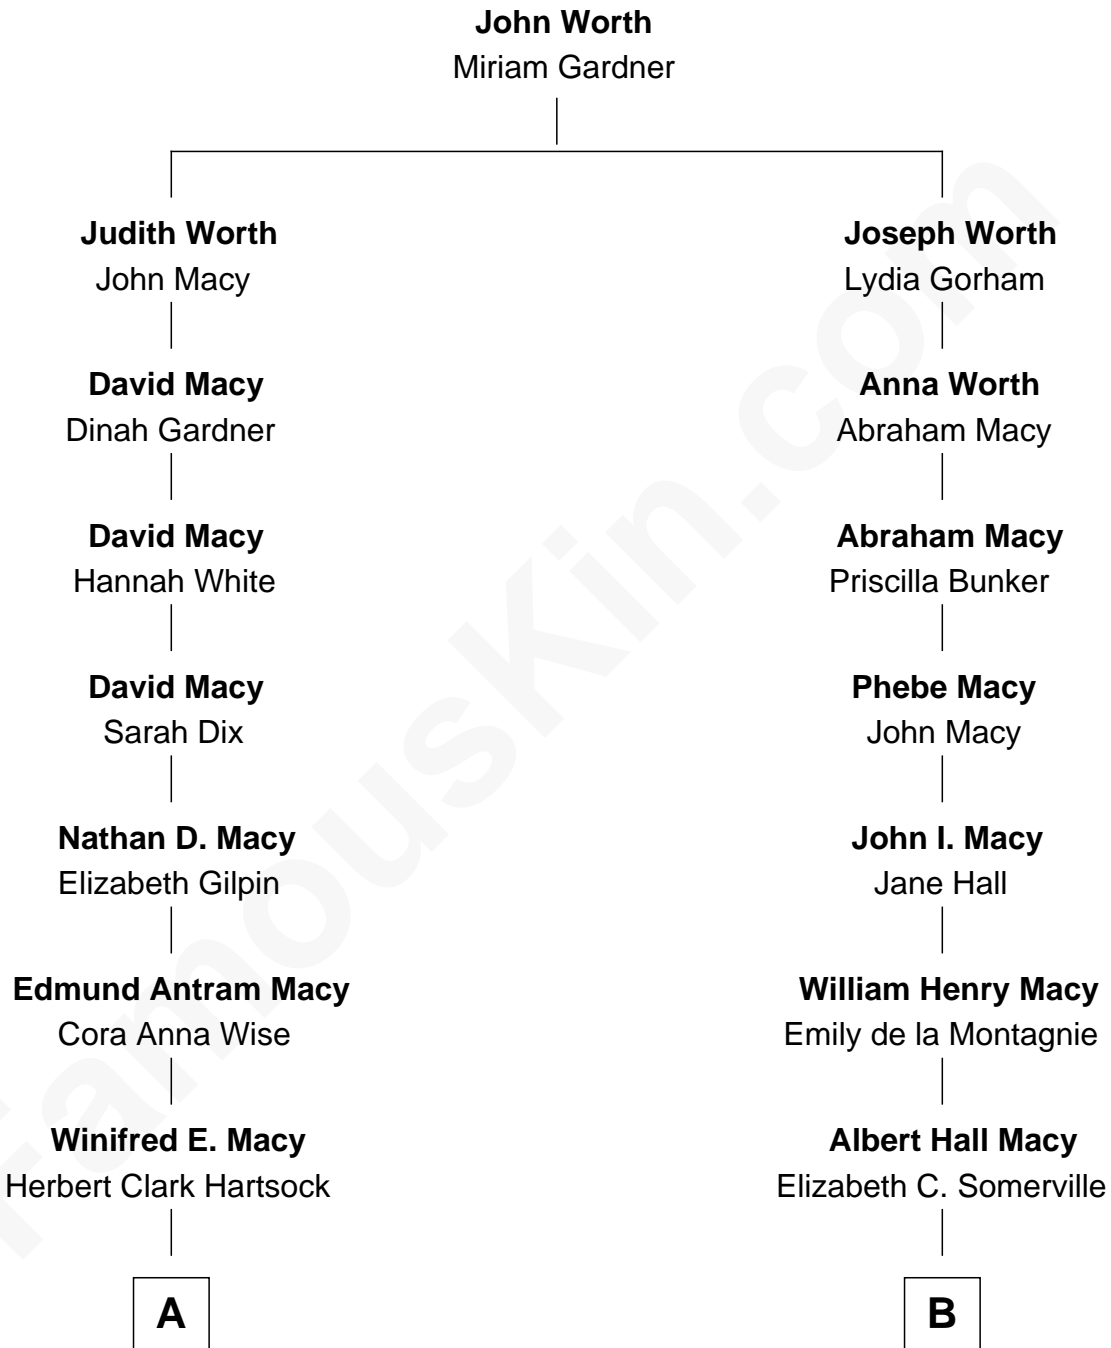 John Worth
Miriam Gardner
Judith Worth
John Macy
Joseph Worth
Lydia Gorham
David Macy
Dinah Gardner
Anna Worth
Abraham Macy
David Macy
Hannah White
Abraham Macy
Priscilla Bunker
David Macy
Sarah Dix
Phebe Macy
John Macy
Nathan D. Macy
Elizabeth Gilpin
John I. Macy
Jane Hall
Edmund Antram Macy
Cora Anna Wise
William Henry Macy
Emily de la Montagnie
Winifred E. Macy
Herbert Clark Hartsock
Albert Hall Macy
Elizabeth C. Somerville
A
B
FamousKin.com